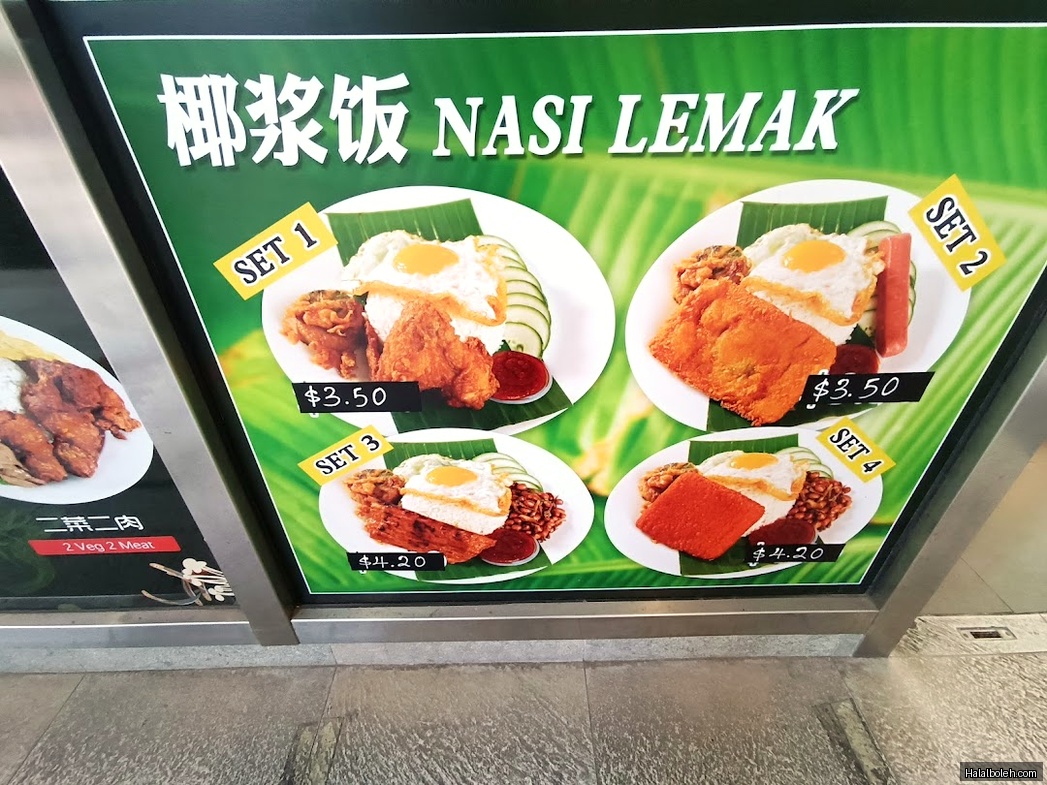 椰浆饭 NASI LEMAK
SET 1
$3.50
SET 2
$3.50
SET 3
$4.20
SET 4
$4.20
二菜二肉
2 Veg 2 Meat
Halalboleh.com